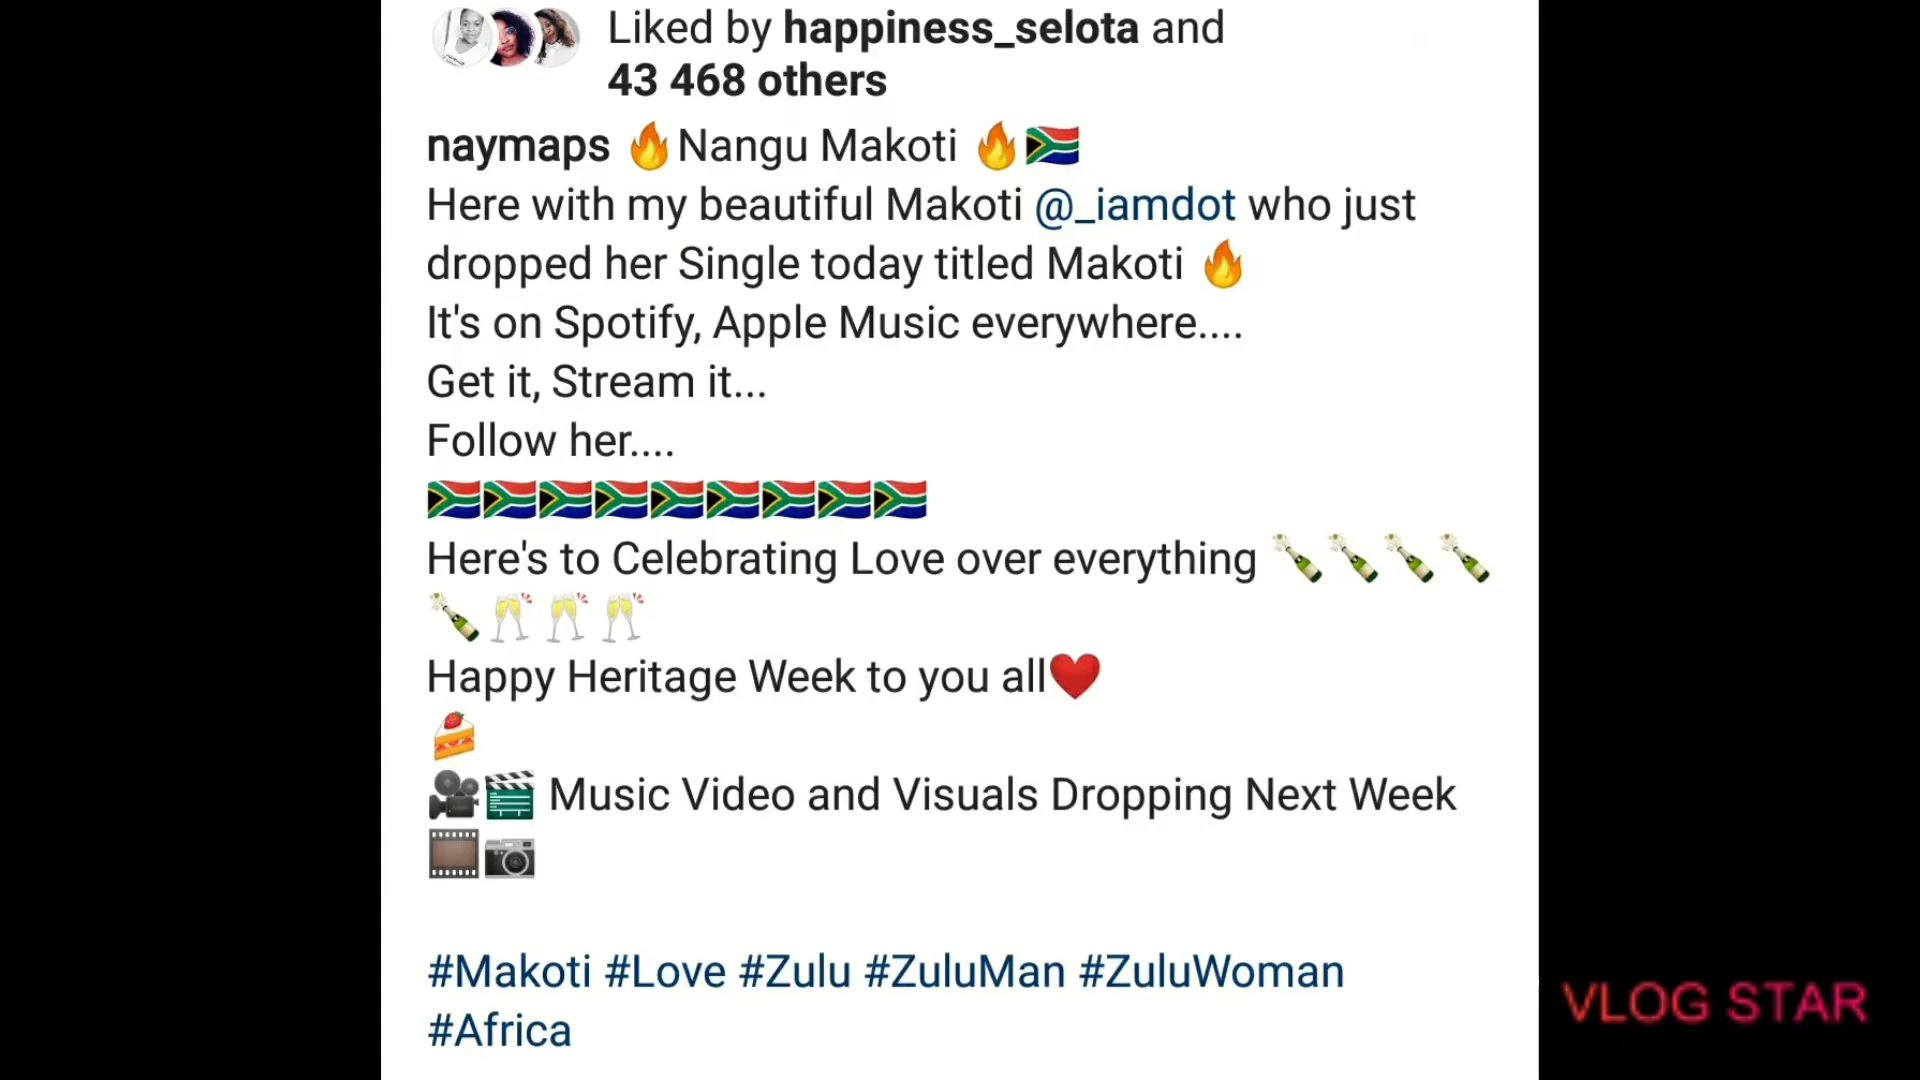 Liked by happiness_selota and
43 468 others
naymaps 🔥Nangu Makoti 🔥🇿🇦
Here with my beautiful Makoti @_iamdot who just
dropped her Single today titled Makoti 🔥
It's on Spotify, Apple Music everywhere....
Get it, Stream it...
Follow her....
🇿🇦🇿🇦🇿🇦🇿🇦🇿🇦🇿🇦🇿🇦🇿🇦🇿🇦
Here's to Celebrating Love over everything 🍾🍾🍾🍾
🍾🥂🥂🥂
Happy Heritage Week to you all❤️
🍰
🎥🎬 Music Video and Visuals Dropping Next Week
🎞📷
#Makoti #Love #Zulu #ZuluMan #ZuluWoman
#Africa
VLOG STAR